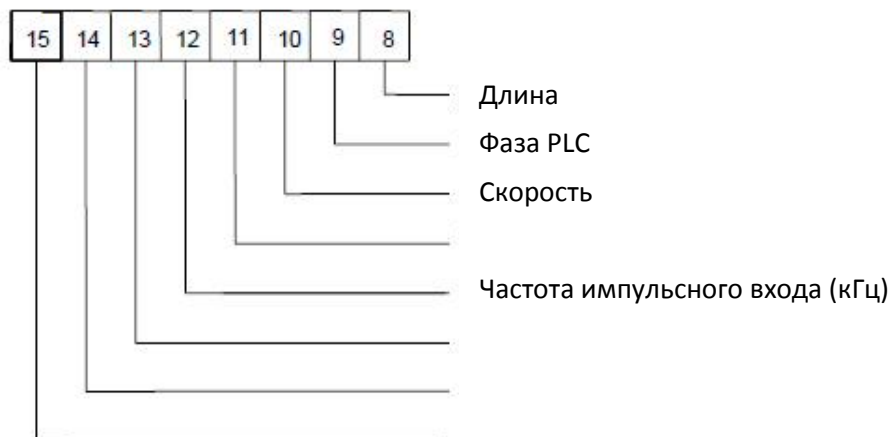 15 14 13 12 11 10 9 8
Длина
Фаза PLC
Скорость
Частота импульсного входа (кГц)